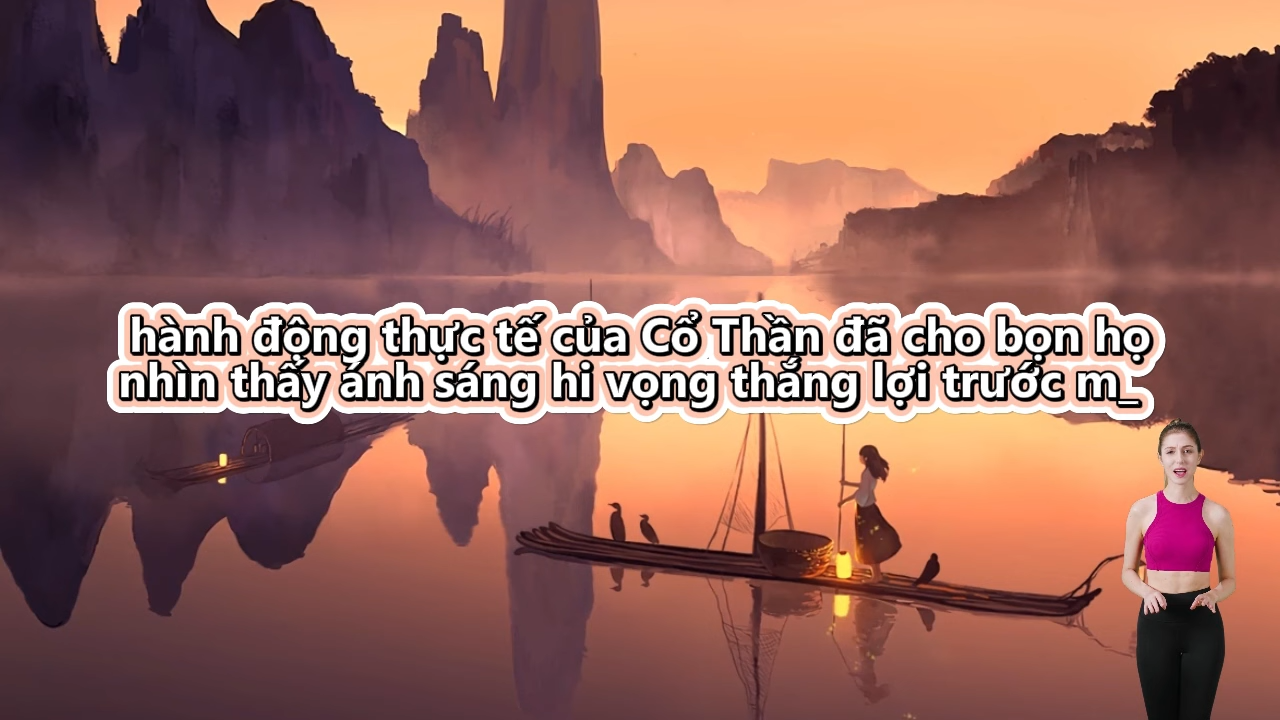 hành động thực tế của Cổ Thần đã cho bọn họ
nhìn thấy ánh sáng hi vọng thắng lợi trước m_